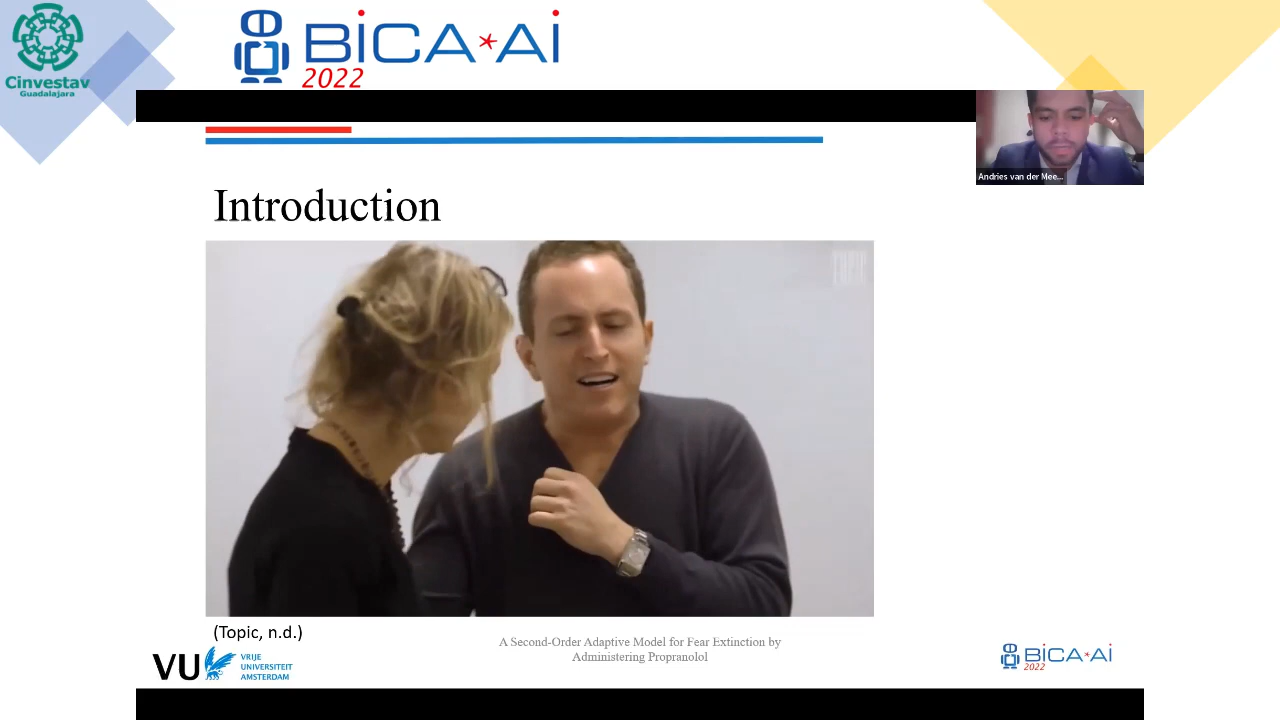 Cinvestav
Guadalajara
BiCA*Ai
2022
Andries van der Mee...
Introduction
(Topic, n.d.)
A Second-Order Adaptive Model for Fear Extinction by
Administering Propranolol
VU
VRIJE
UNIVERSITEIT
AMSTERDAM
BiCA*Ai
2022